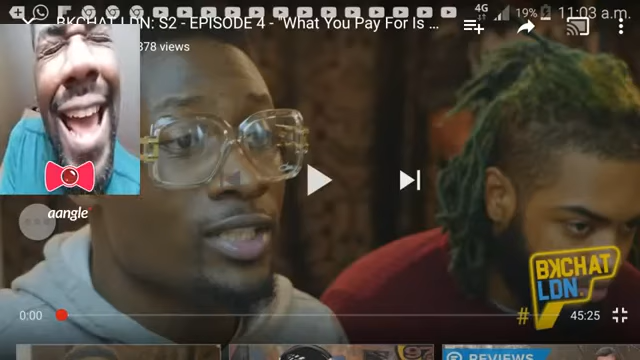 4G 19% 11:03 a.m.
BKCHAT LDN: S2 - EPISODE 4 - "What You Pay For Is ...
378 views
aangle
BKCHAT
LDN.
0:00
#
45:25
REVIEWS